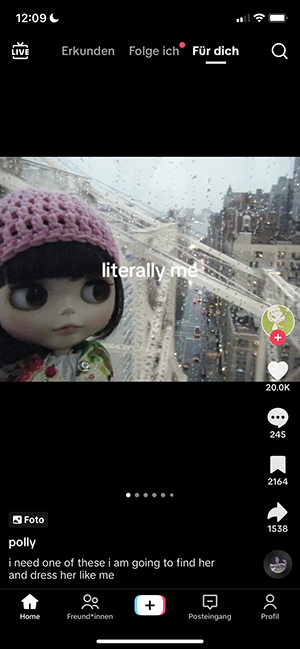 12:09
LIVE
Erkunden Folge ich Für dich
literally me
20.0K
245
2164
1538
Foto
polly
i need one of these i am going to find her
and dress her like me
Home Freund*innen Posteingang Profil